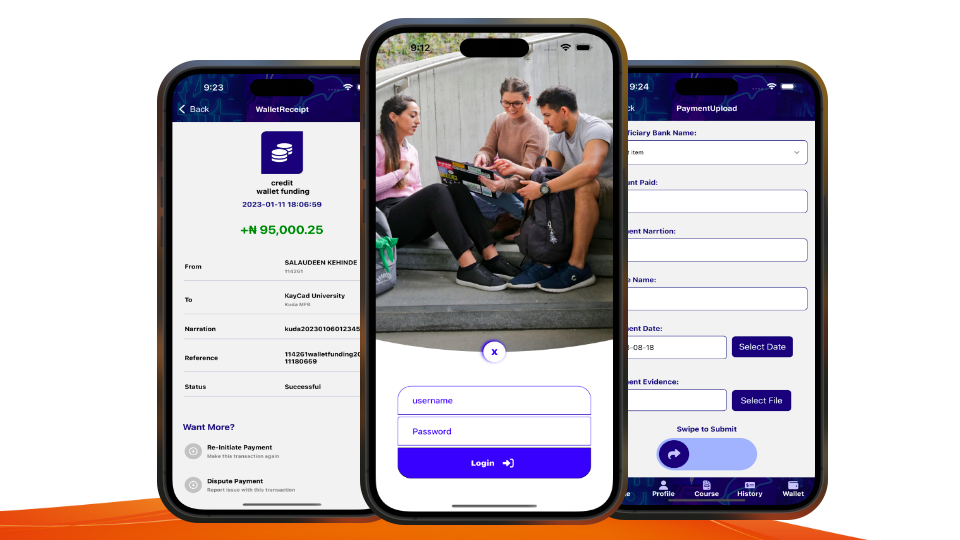 9:23
Back
WalletReceipt
credit
wallet funding
2023-01-11 18:06:59
+₦ 95,000.25
From
SALAUDEEN KEHINDE
114261
To
KayCad University
Kuda MFB
Narration
kuda20230106012345
Reference
114261walletfunding20
11180659
Status
Successful
Want More?
Re-Initiate Payment
Make this transaction again
Dispute Payment
Report issue with this transaction
9:12
X
username
Password
Login
9:24
ck
PaymentUpload
ficiary Bank Name:
item
unt Paid:
ent Narrtion:
e Name:
ment Date:
-08-18
Select Date
ment Evidence:
Select File
Swipe to Submit
e
Profile
Course
History
Wallet